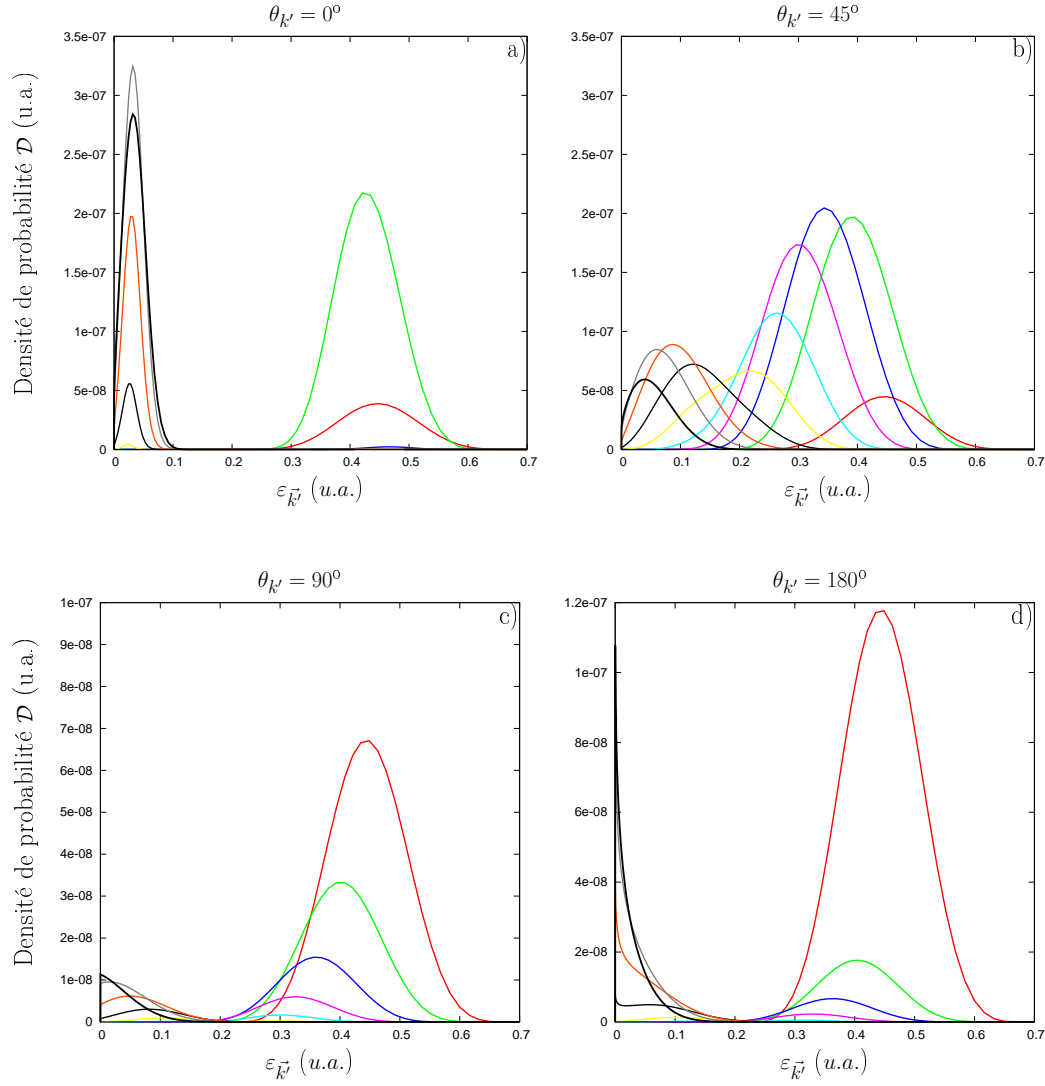 θ_{k′} = 0°
a)
Densité de probabilité 𝒟 (u.a.)
3.5e-07
3e-07
2.5e-07
2e-07
1.5e-07
1e-07
5e-08
0
0 0.1 0.2 0.3 0.4 0.5 0.6 0.7
ε_{k⃗′} (u.a.)
θ_{k′} = 45°
b)
3.5e-07
3e-07
2.5e-07
2e-07
1.5e-07
1e-07
5e-08
0
0 0.1 0.2 0.3 0.4 0.5 0.6 0.7
ε_{k⃗′} (u.a.)
θ_{k′} = 90°
c)
Densité de probabilité 𝒟 (u.a.)
1e-07
9e-08
8e-08
7e-08
6e-08
5e-08
4e-08
3e-08
2e-08
1e-08
0
0 0.1 0.2 0.3 0.4 0.5 0.6 0.7
ε_{k⃗′} (u.a.)
θ_{k′} = 180°
d)
1.2e-07
1e-07
8e-08
6e-08
4e-08
2e-08
0
0 0.1 0.2 0.3 0.4 0.5 0.6 0.7
ε_{k⃗′} (u.a.)